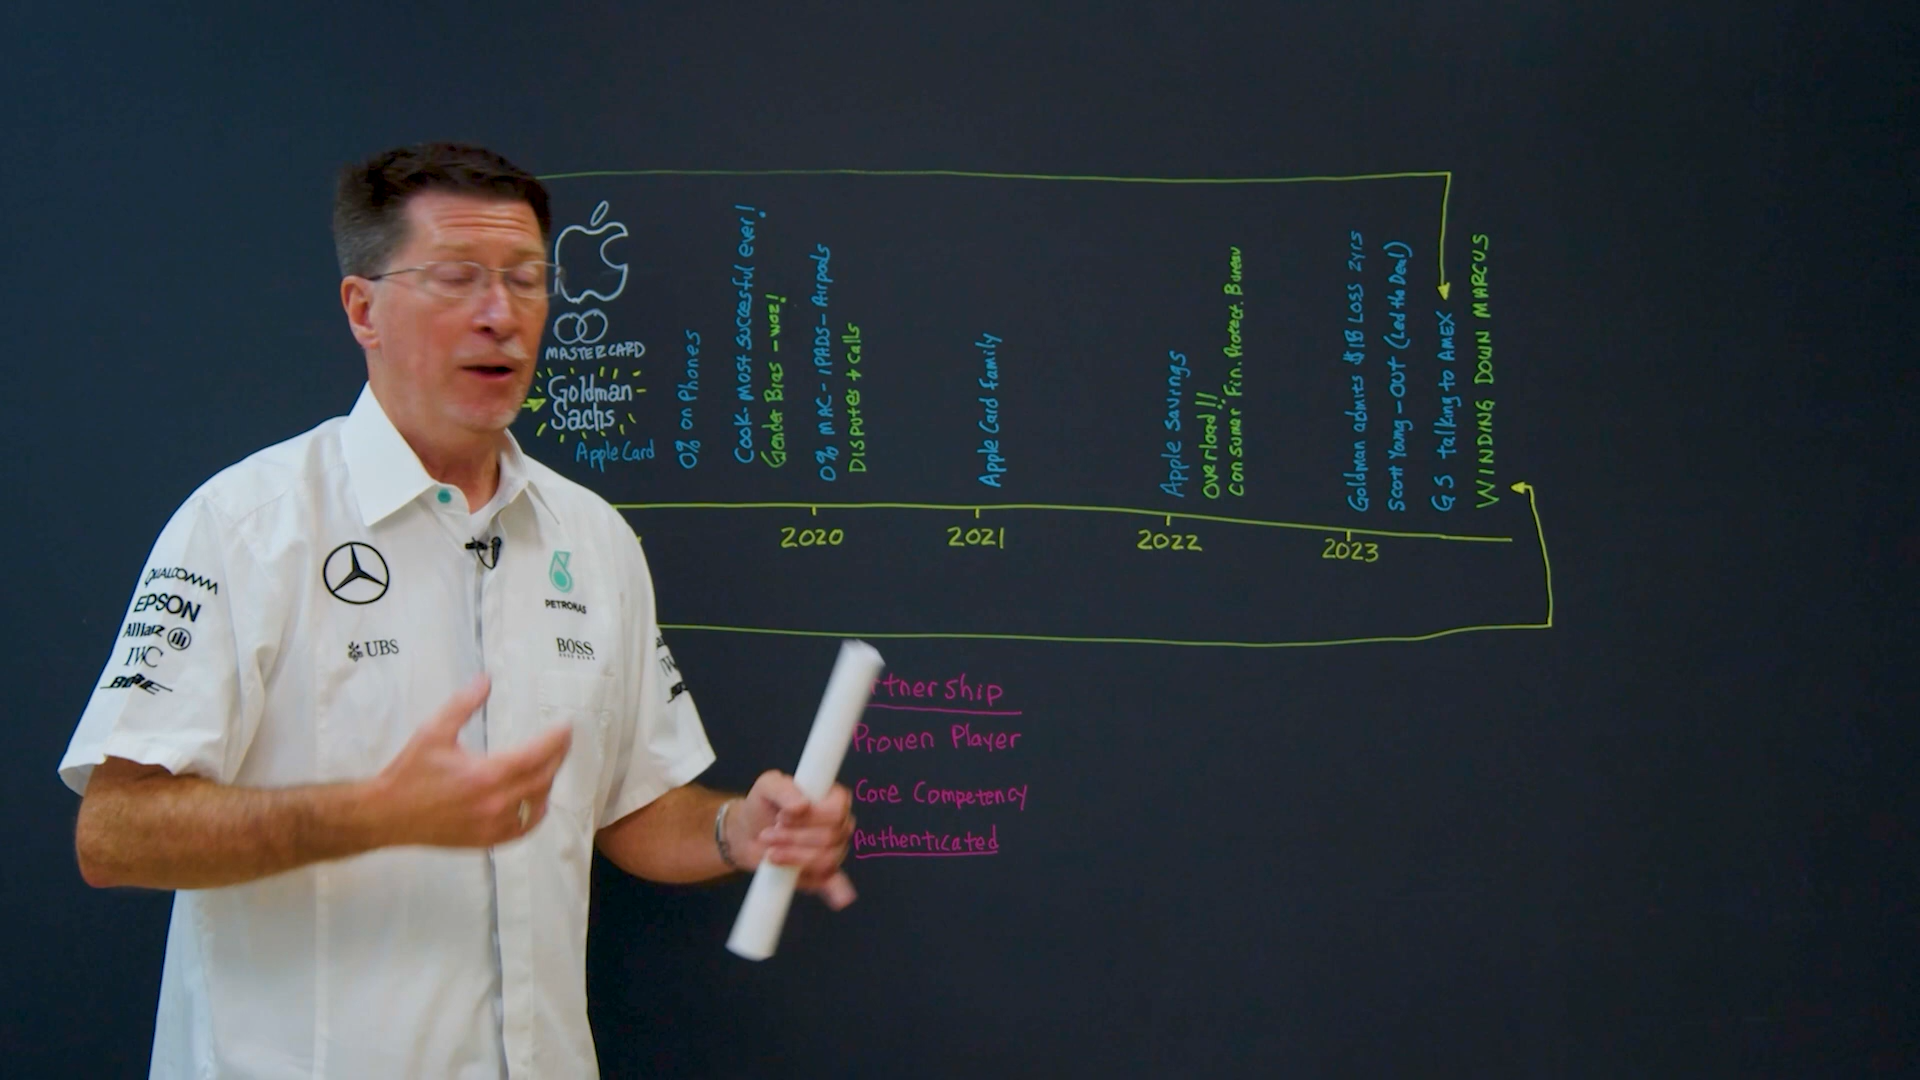 MASTERCARD
Goldman
Sachs
Apple Card
0% on Phones
Cook-most successful ever!
Gender Bias - woz!
0% MAC - iPADS - Airpods
Disputes + Calls
Apple Card family
Apple Savings
Overload!!
Consumer Fin. Protect. Bureau
Goldman admits $1B Loss 2yrs
Scott Young - OUT (Led the Deal)
GS talking to AMEX
WINDING DOWN MARCUS
2020
2021
2022
2023
rtnership
Proven Player
Core Competency
Authenticated
QUALCOMM
EPSON
Allianz
IWC
PETRONAS
UBS
BOSS
HUGO BOSS